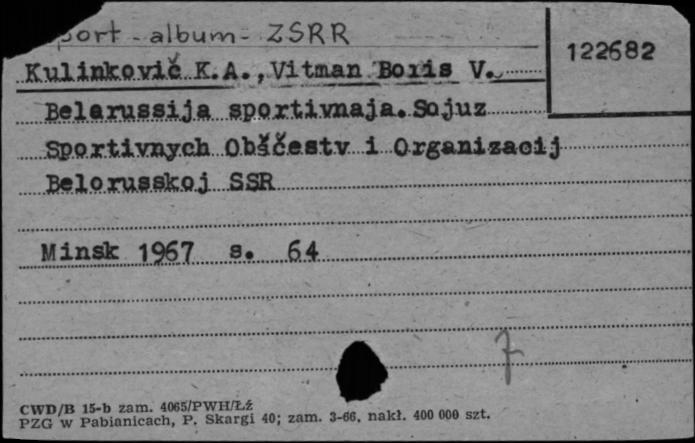 port - album - ZSRR
122682
Kulinkovič K.A.,Vitman Boris V.
Belarussija sportivnaja.Sojuz
Sportivnych Obščestv i Organizacij
Belorusskoj SSR
Minsk 1967 s. 64
7
CWD/B 15-b zam. 4065/PWH/Łź
PZG w Pabianicach, P. Skargi 40; zam. 3-66, nakł. 400 000 szt.